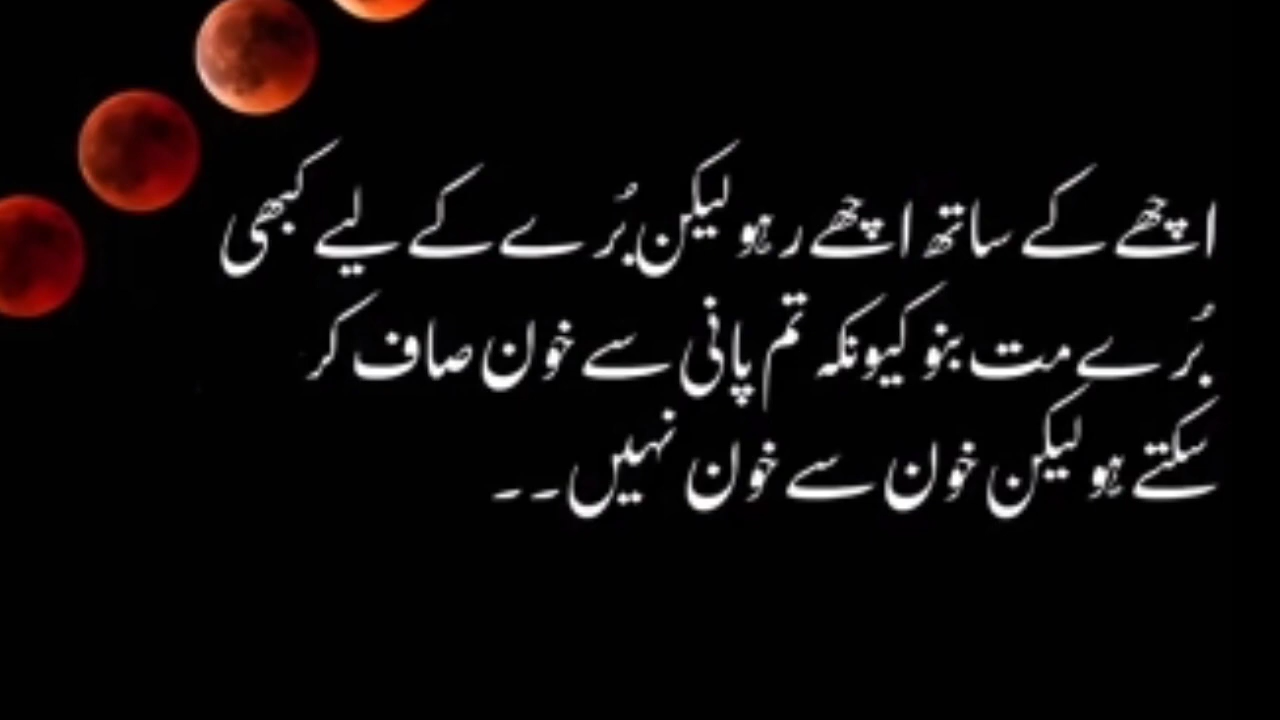 اچھے کے ساتھ اچھے رہو لیکن بُرے کے لیے کبھی
بُرے مت بنو کیونکہ تم پانی سے خون صاف کر
سکتے ہو لیکن خون سے خون نہیں۔۔